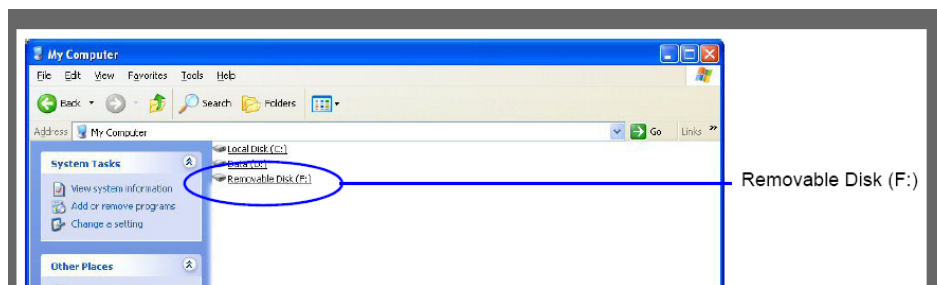 My Computer
File Edit View Favorites Tools Help
Back Search Folders
Address My Computer Go Links »
Local Disk (C:)
Data (D:)
Removable Disk (F:)
Removable Disk (F:)
System Tasks
View system information
Add or remove programs
Change a setting
Other Places